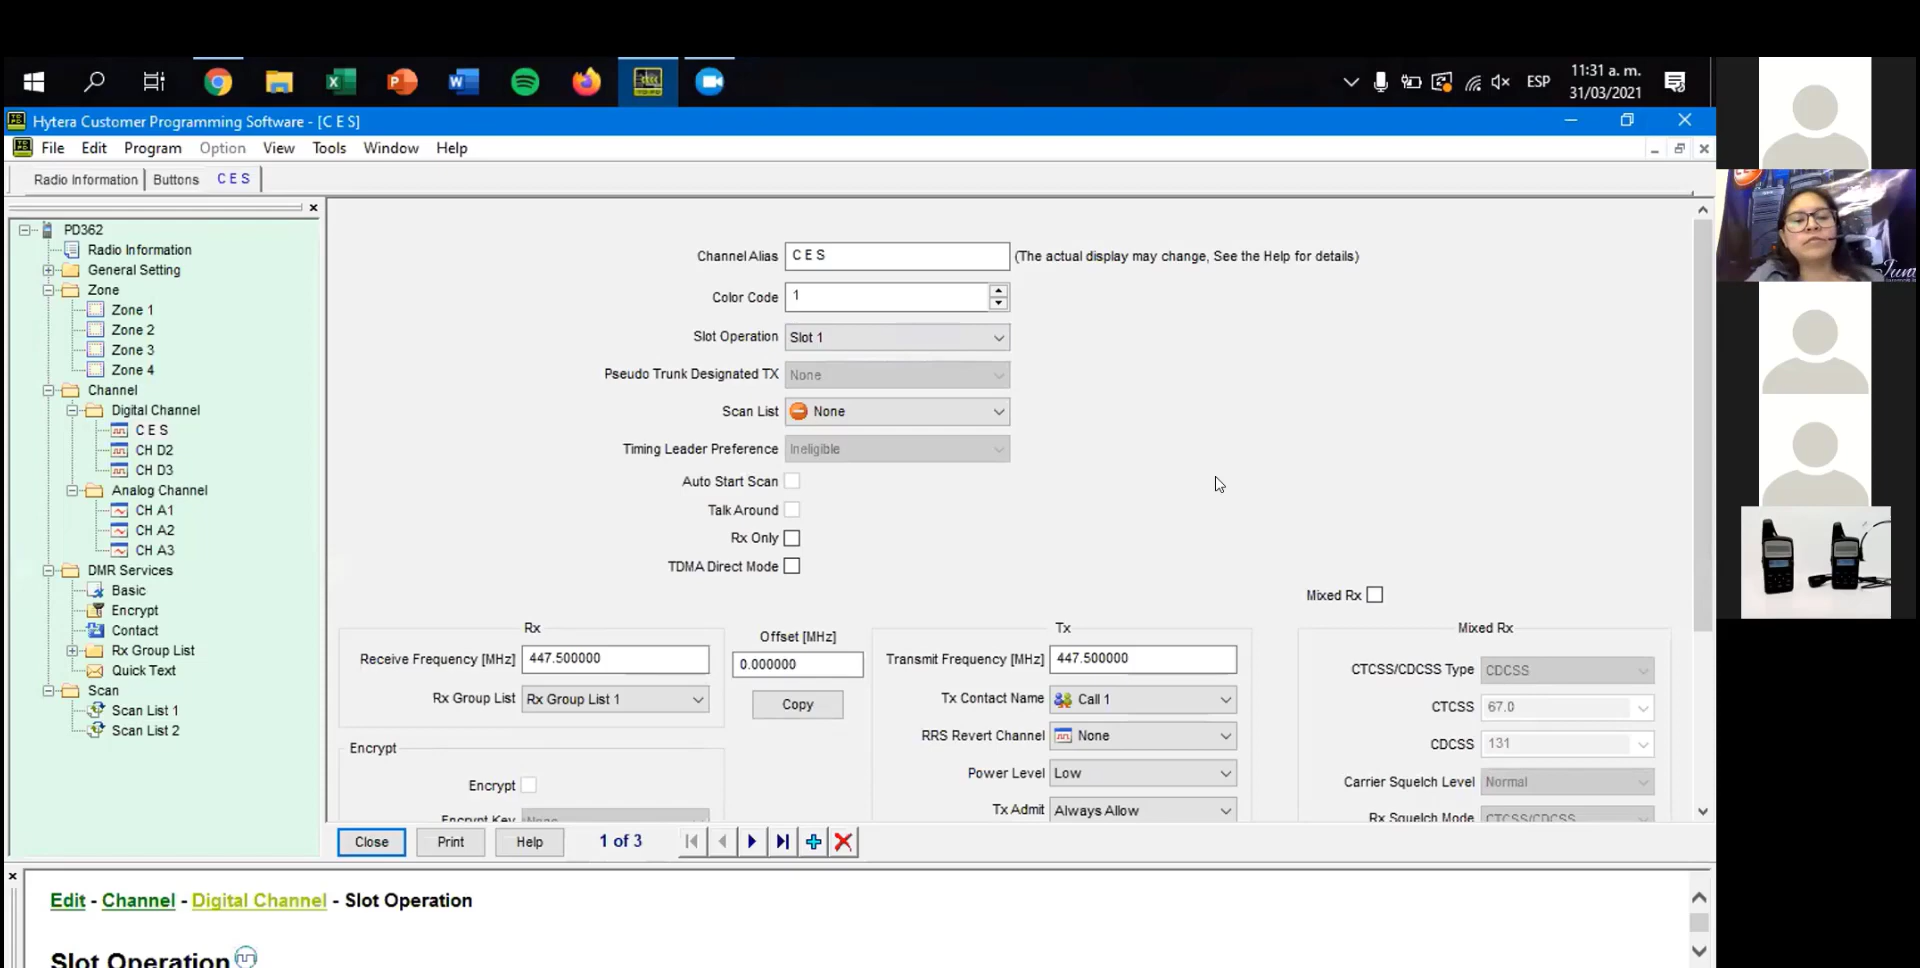 11:31 a. m.
ESP
31/03/2021
Hytera Customer Programming Software - [C E S]
File Edit Program Option View Tools Window Help
Radio Information Buttons C E S
PD362
Radio Information
General Setting
Zone
Zone 1
Zone 2
Zone 3
Zone 4
Channel
Digital Channel
C E S
CH D2
CH D3
Analog Channel
CH A1
CH A2
CH A3
DMR Services
Basic
Encrypt
Contact
Rx Group List
Quick Text
Scan
Scan List 1
Scan List 2
Channel Alias C E S (The actual display may change, See the Help for details)
Color Code 1
Slot Operation Slot 1
Pseudo Trunk Designated TX None
Scan List None
Timing Leader Preference Ineligible
Auto Start Scan
Talk Around
Rx Only
TDMA Direct Mode
Mixed Rx
Rx
Receive Frequency [MHz] 447.500000
Rx Group List Rx Group List 1
Offset [MHz]
0.000000
Copy
Tx
Transmit Frequency [MHz] 447.500000
Tx Contact Name Call 1
RRS Revert Channel None
Power Level Low
Tx Admit Always Allow
Mixed Rx
CTCSS/CDCSS Type CDCSS
CTCSS 67.0
CDCSS 131
Carrier Squelch Level Normal
Rx Squelch Mode CTCSS/CDCSS
Encrypt
Encrypt
Encrypt Key None
Close Print Help 1 of 3
Edit - Channel - Digital Channel - Slot Operation
Slot Operation